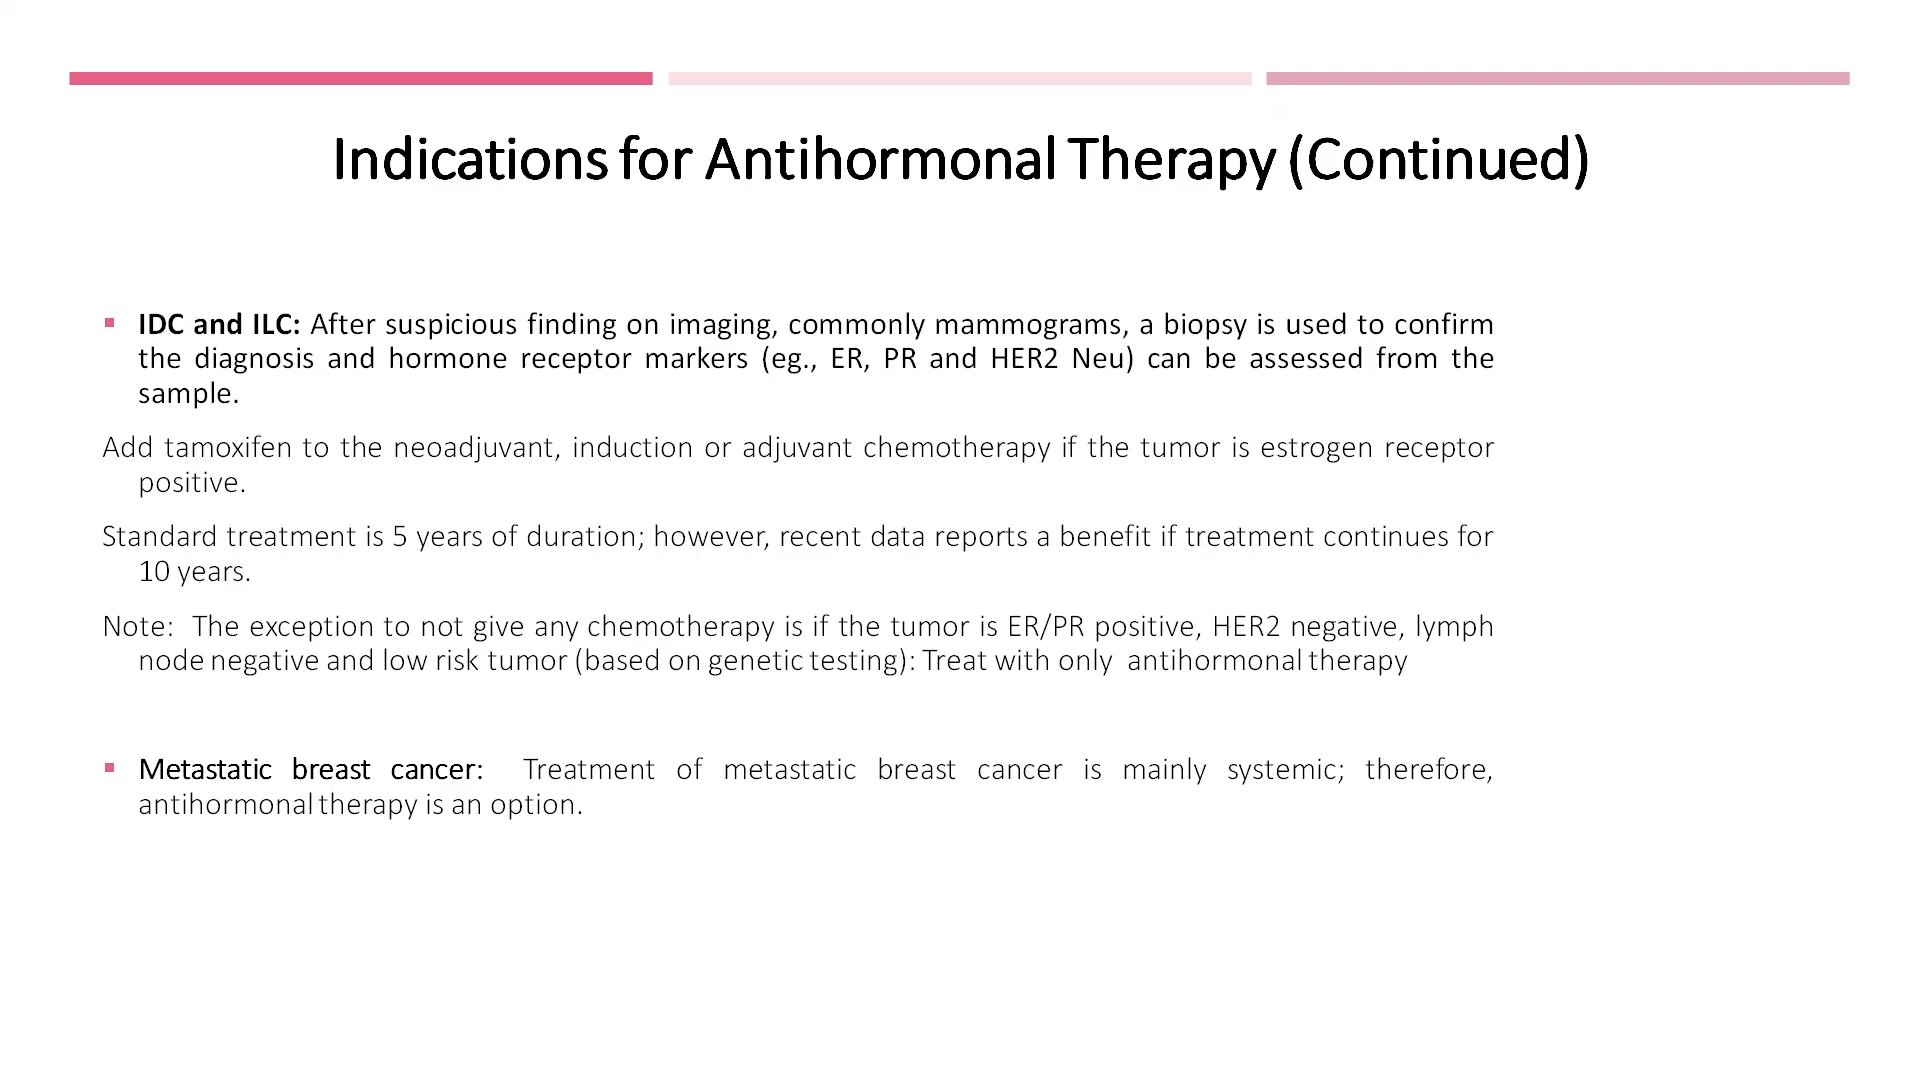 Indications for Antihormonal Therapy (Continued)
▪ IDC and ILC: After suspicious finding on imaging, commonly mammograms, a biopsy is used to confirm
the diagnosis and hormone receptor markers (eg., ER, PR and HER2 Neu) can be assessed from the
sample.
Add tamoxifen to the neoadjuvant, induction or adjuvant chemotherapy if the tumor is estrogen receptor
positive.
Standard treatment is 5 years of duration; however, recent data reports a benefit if treatment continues for
10 years.
Note: The exception to not give any chemotherapy is if the tumor is ER/PR positive, HER2 negative, lymph
node negative and low risk tumor (based on genetic testing): Treat with only antihormonal therapy
▪ Metastatic breast cancer: Treatment of metastatic breast cancer is mainly systemic; therefore,
antihormonal therapy is an option.